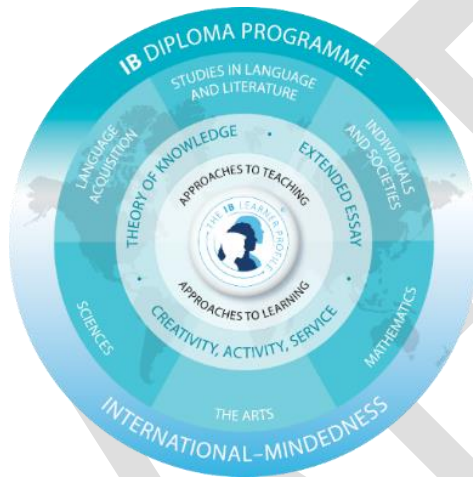 IB DIPLOMA PROGRAMME
STUDIES IN LANGUAGE
AND LITERATURE
LANGUAGE
ACQUISITION
INDIVIDUALS
AND SOCIETIES
THEORY OF KNOWLEDGE
•
EXTENDED ESSAY
APPROACHES TO TEACHING
THE IB LEARNER PROFILE
®
APPROACHES TO LEARNING
•
CREATIVITY, ACTIVITY, SERVICE
•
SCIENCES
MATHEMATICS
THE ARTS
INTERNATIONAL-MINDEDNESS